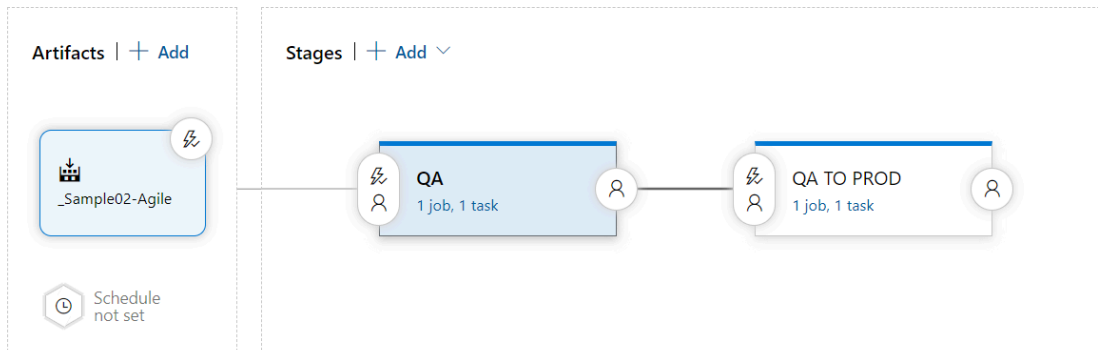 Artifacts | + Add
_Sample02-Agile
Schedule
not set
Stages | + Add
QA
1 job, 1 task
QA TO PROD
1 job, 1 task